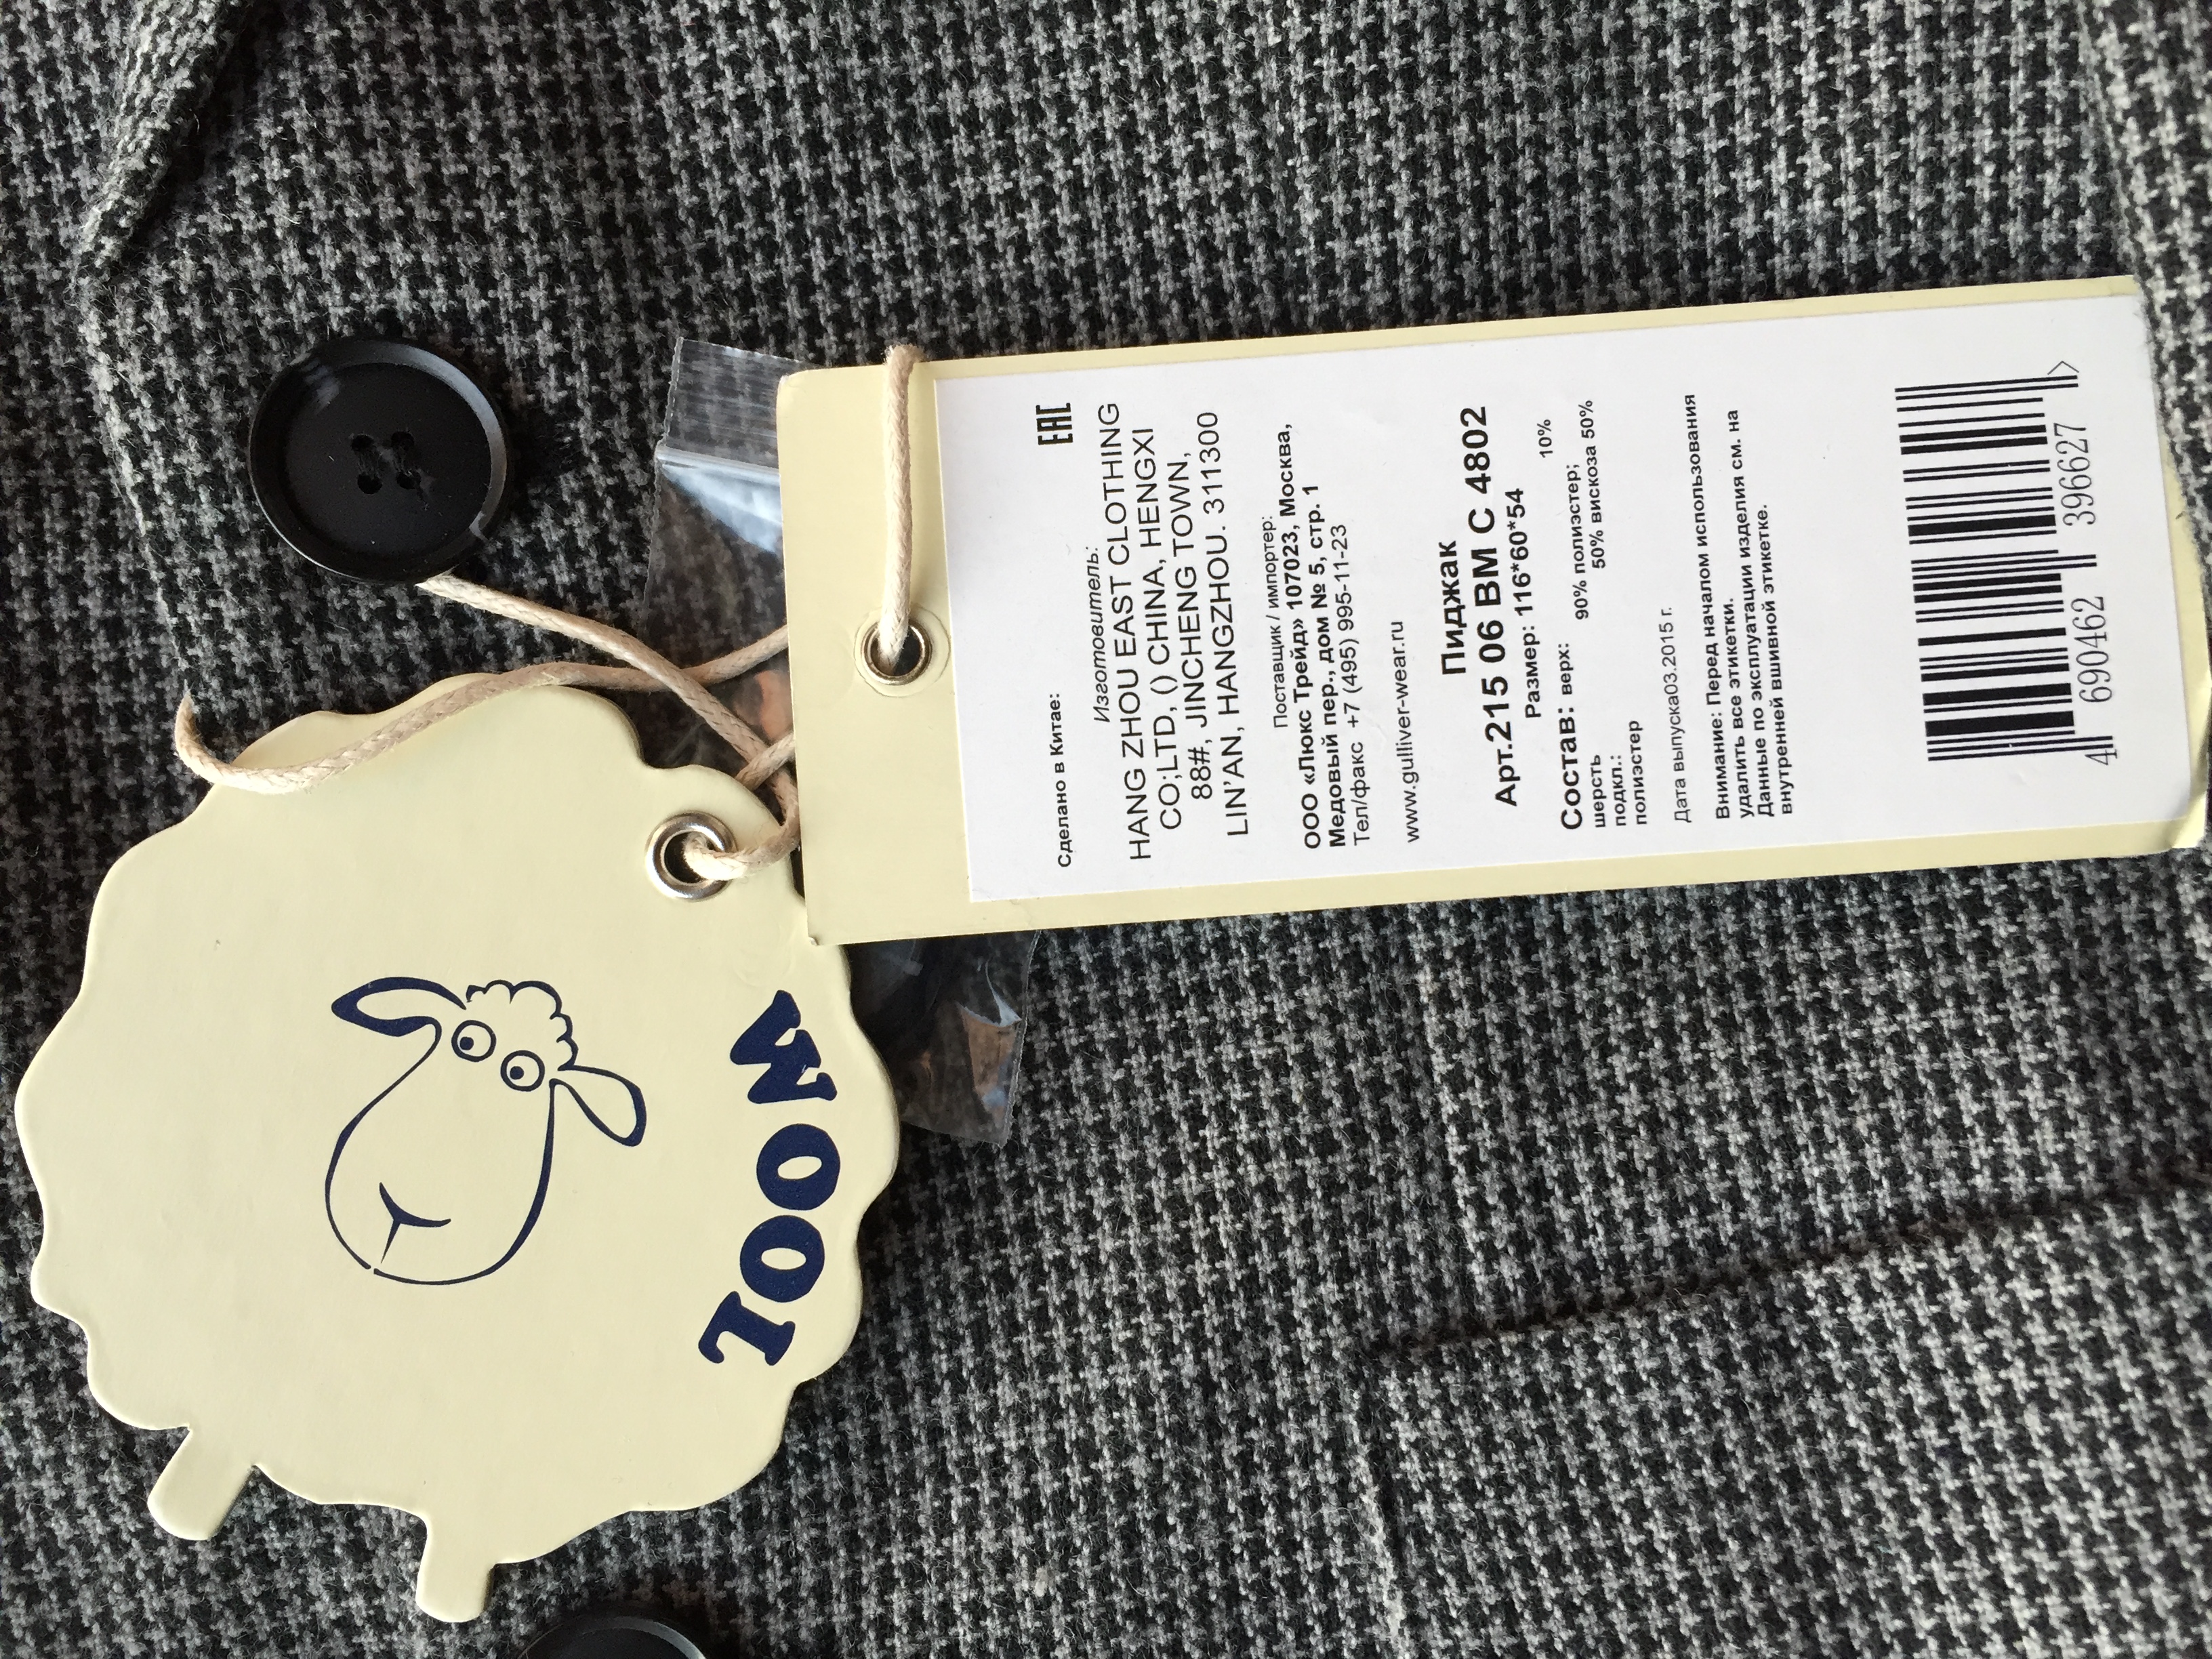 WOOL
Сделано в Китае:
EAC
Изготовитель:
HANG ZHOU EAST CLOTHING
CO;LTD, () CHINA, HENGXI
88#, JINCHENG TOWN,
LIN'AN, HANGZHOU. 311300
Поставщик / импортер:
ООО «Люкс Трейд» 107023, Москва,
Медовый пер., дом № 5, стр. 1
Тел/факс +7 (495) 995-11-23
www.gulliver-wear.ru
Пиджак
Арт.215 06 BM C 4802
Размер: 116*60*54
Состав: верх: 90% полиэстер; 10%
шерсть
подкл.: 50% вискоза 50%
полиэстер
Дата выпуска03.2015 г.
Внимание: Перед началом использования
удалить все этикетки.
Данные по эксплуатации изделия см. на
внутренней вшивной этикетке.
4 690462 396627 >